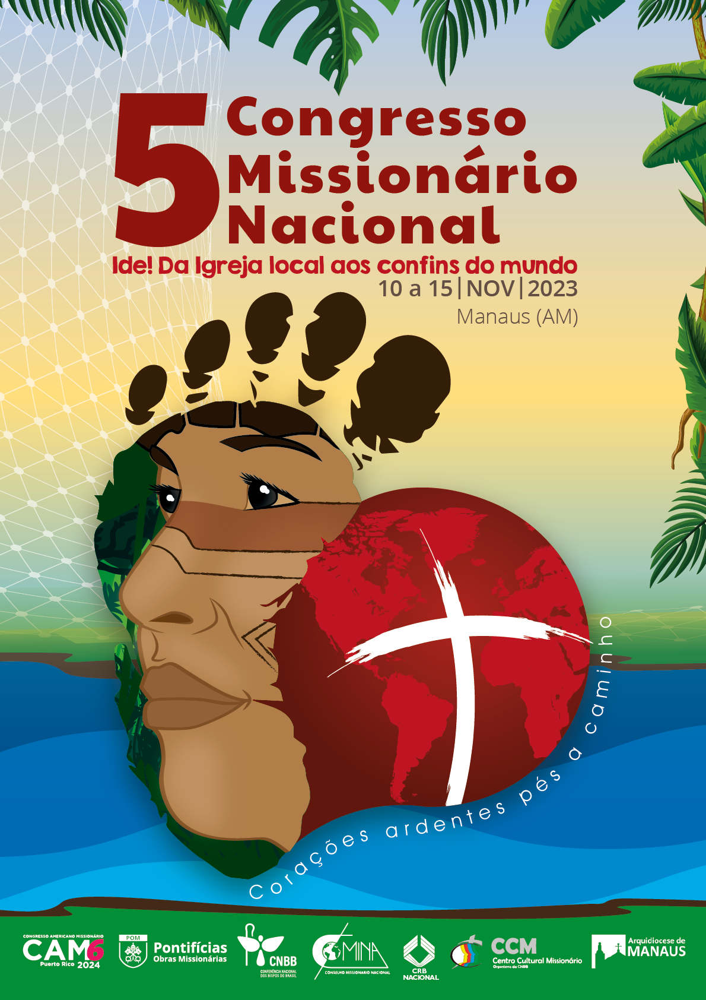 5 Congresso
Missionário
Nacional
Ide! Da Igreja local aos confins do mundo
10 a 15|NOV|2023
Manaus (AM)
Corações ardentes pés a caminho
CONGRESSO AMERICANO MISSIONÁRIO
CAM6
Puerto Rico 2024
POM
Pontifícias
Obras Missionárias
CNBB
CONFERÊNCIA NACIONAL
DOS BISPOS DO BRASIL
COMINA
CONSELHO MISSIONÁRIO NACIONAL
CRB
NACIONAL
CCM
Centro Cultural Missionário
Organismo da CNBB
Arquidiocese de
MANAUS